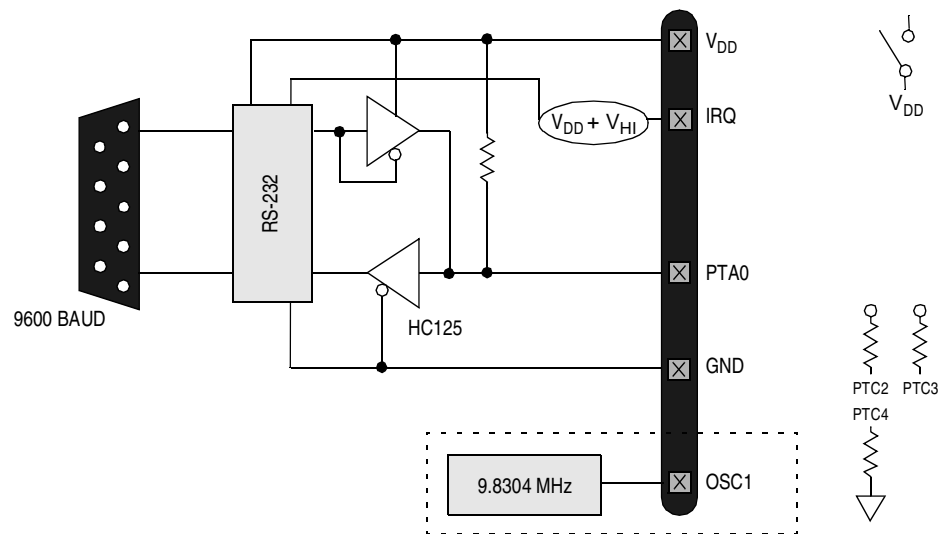 V_DD
IRQ
V_DD + V_HI
V_DD
RS-232
PTA0
9600 BAUD
HC125
GND
PTC2 PTC3
PTC4
9.8304 MHz
OSC1